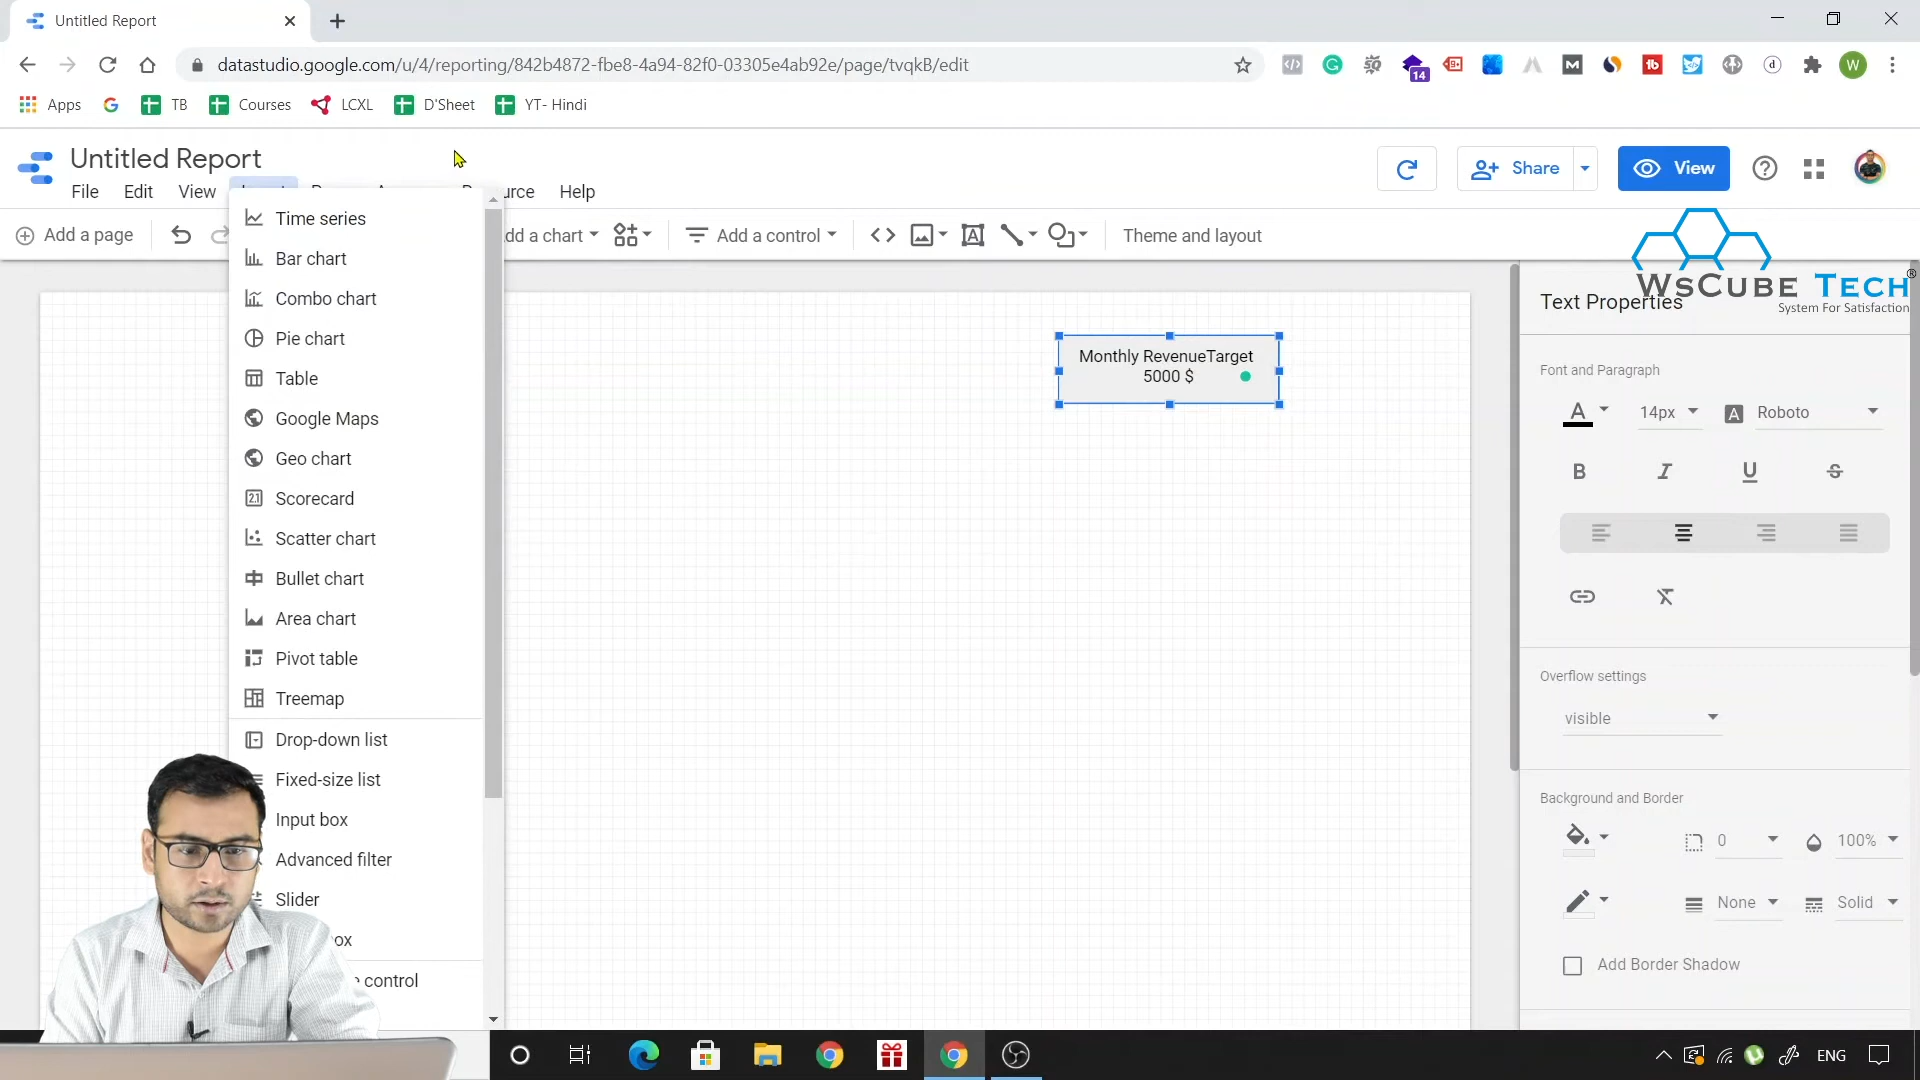 Untitled Report
datastudio.google.com/u/4/reporting/842b4872-fbe8-4a94-82f0-03305e4ab92e/page/tvqkB/edit
14
W
Apps
TB
Courses
LCXL
D'Sheet
YT- Hindi
Untitled Report
File Edit View Help
Share
View
Add a page
dd a chart
Add a control
Theme and layout
Time series
Bar chart
Combo chart
Pie chart
Table
Google Maps
Geo chart
Scorecard
Scatter chart
Bullet chart
Area chart
Pivot table
Treemap
Drop-down list
Fixed-size list
Input box
Advanced filter
Slider
ox
control
Monthly RevenueTarget
5000 $
WsCube Tech®
System For Satisfaction
Text Properties
Font and Paragraph
A 14px A Roboto
B I U S
Overflow settings
visible
Background and Border
0 100%
None Solid
Add Border Shadow
ENG